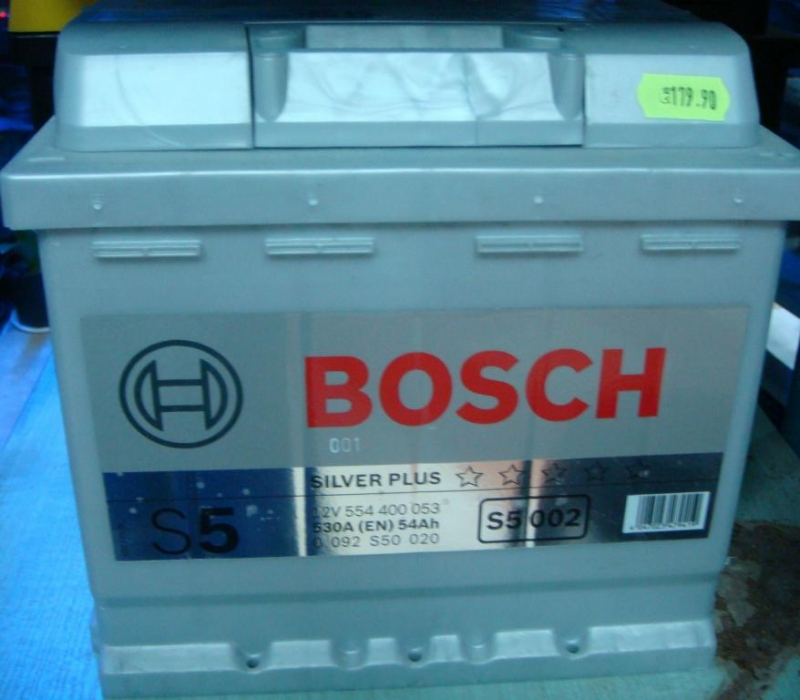 €179.90
BOSCH
001
SILVER PLUS
S5
12V 554 400 053
530A (EN) 54Ah
0 092 S50 020
S5 002